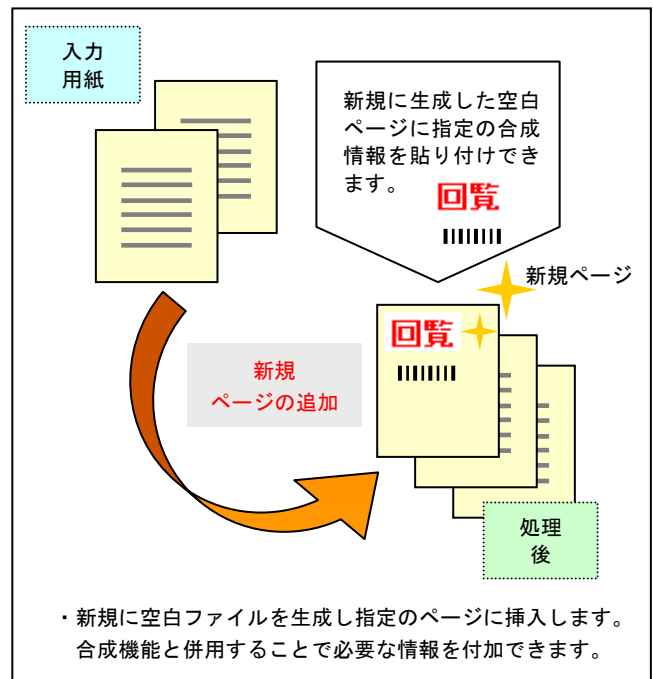 入力
用紙
新規に生成した空白
ページに指定の合成
情報を貼り付けでき
ます。
回覧
新規ページ
回覧
新規
ページの追加
処理
後
・新規に空白ファイルを生成し指定のページに挿入します。
合成機能と併用することで必要な情報を付加できます。